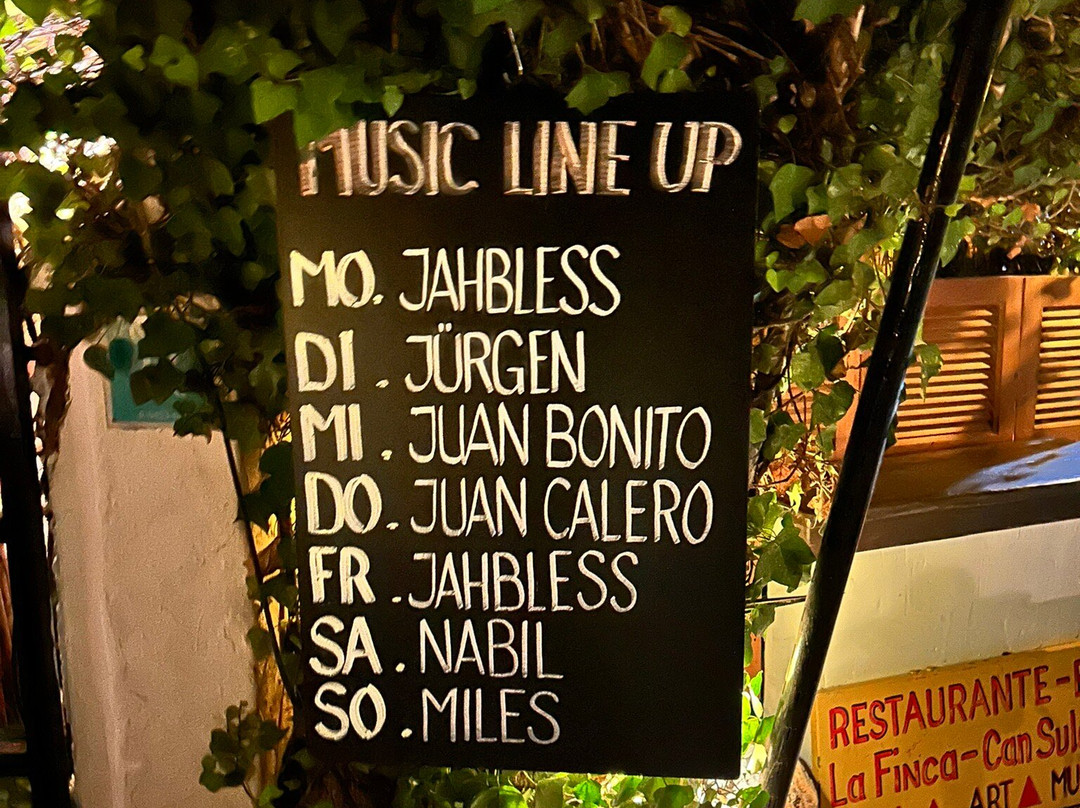 MUSIC LINE UP
MO. JAHBLESS
DI. JÜRGEN
MI. JUAN BONITO
DO. JUAN CALERO
FR. JAHBLESS
SA. NABIL
SO. MILES
RESTAURANTE-
La Finca-Can
ART